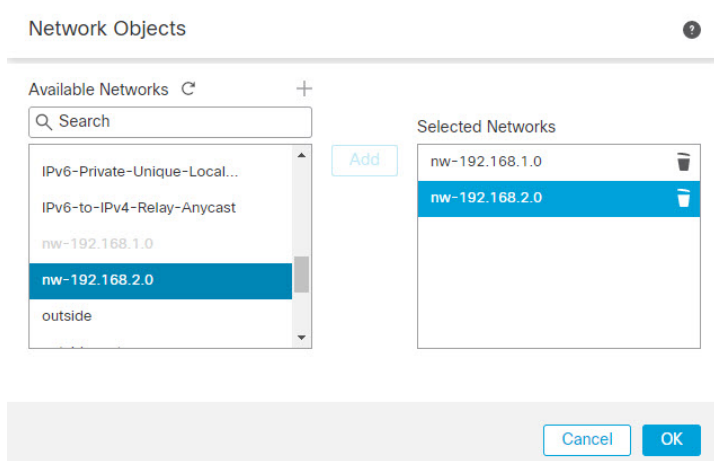 Network Objects
?
Available Networks
Search
IPv6-Private-Unique-Local...
IPv6-to-IPv4-Relay-Anycast
nw-192.168.1.0
nw-192.168.2.0
outside
Add
Selected Networks
nw-192.168.1.0
nw-192.168.2.0
Cancel
OK